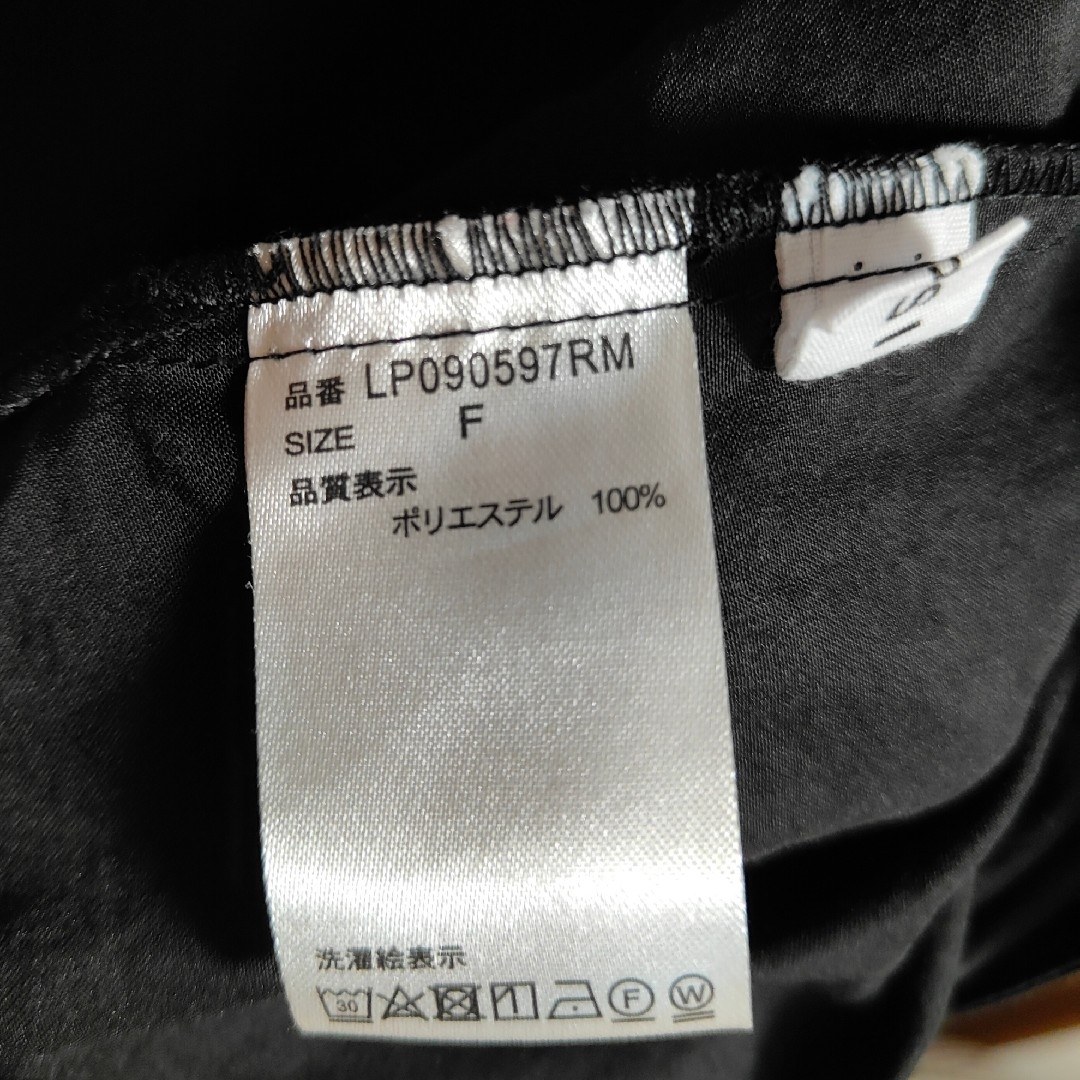 品番 LP090597RM
SIZE F
品質表示
ポリエステル 100%
洗濯絵表示
30
F W